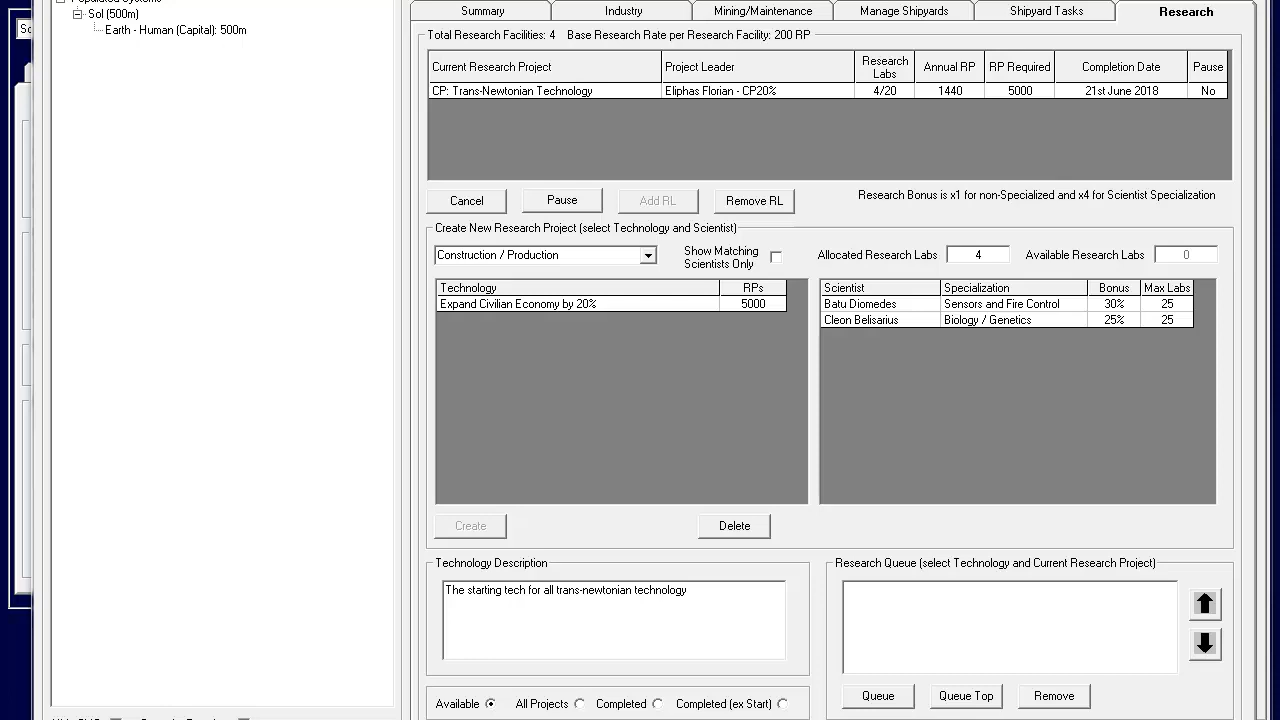 Sol (500m)
Earth - Human (Capital): 500m
Summary
Industry
Mining/Maintenance
Manage Shipyards
Shipyard Tasks
Research
Total Research Facilities: 4 Base Research Rate per Research Facility: 200 RP
Current Research Project
Project Leader
Research Labs
Annual RP
RP Required
Completion Date
Pause
CP: Trans-Newtonian Technology
Eliphas Florian - CP20%
4/20
1440
5000
21st June 2018
No
Cancel
Pause
Add RL
Remove RL
Research Bonus is x1 for non-Specialized and x4 for Scientist Specialization
Create New Research Project (select Technology and Scientist)
Construction / Production
Show Matching
Scientists Only
Allocated Research Labs
4
Available Research Labs
0
Technology
RPs
Expand Civilian Economy by 20%
5000
Scientist
Specialization
Bonus
Max Labs
Batu Diomedes
Sensors and Fire Control
30%
25
Cleon Belisarius
Biology / Genetics
25%
25
Create
Delete
Technology Description
The starting tech for all trans-newtonian technology
Research Queue (select Technology and Current Research Project)
Queue
Queue Top
Remove
Available
All Projects
Completed
Completed (ex Start)